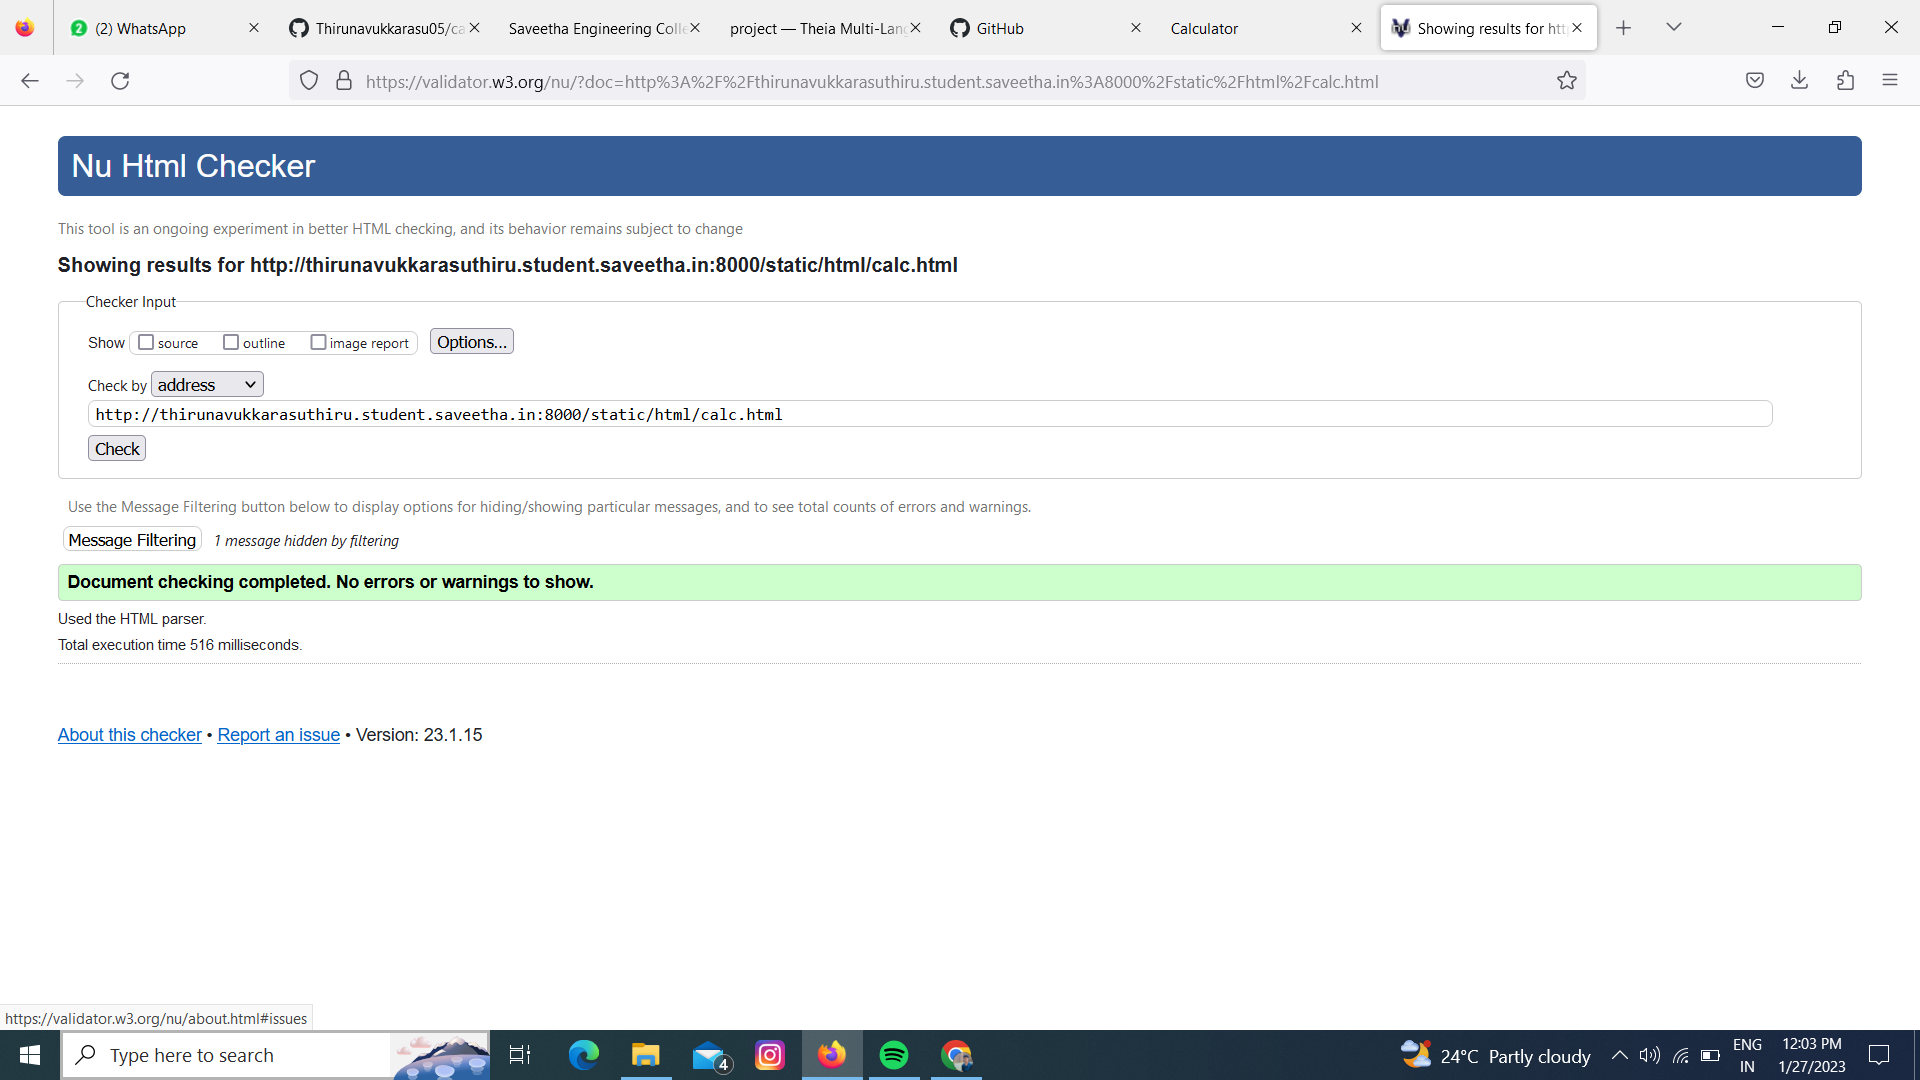 (2) WhatsApp
Thirunavukkarasu05/ca
Saveetha Engineering Colle
project — Theia Multi-Lang
GitHub
Calculator
Showing results for htt
https://validator.w3.org/nu/?doc=http%3A%2F%2Fthirunavukkarasuthiru.student.saveetha.in%3A8000%2Fstatic%2Fhtml%2Fcalc.html
Nu Html Checker
This tool is an ongoing experiment in better HTML checking, and its behavior remains subject to change
Showing results for http://thirunavukkarasuthiru.student.saveetha.in:8000/static/html/calc.html
Checker Input
Show source outline image report Options...
Check by address
http://thirunavukkarasuthiru.student.saveetha.in:8000/static/html/calc.html
Check
Use the Message Filtering button below to display options for hiding/showing particular messages, and to see total counts of errors and warnings.
Message Filtering 1 message hidden by filtering
Document checking completed. No errors or warnings to show.
Used the HTML parser.
Total execution time 516 milliseconds.
About this checker • Report an issue • Version: 23.1.15
https://validator.w3.org/nu/about.html#issues
Type here to search
4
24°C Partly cloudy
ENG
IN
12:03 PM
1/27/2023